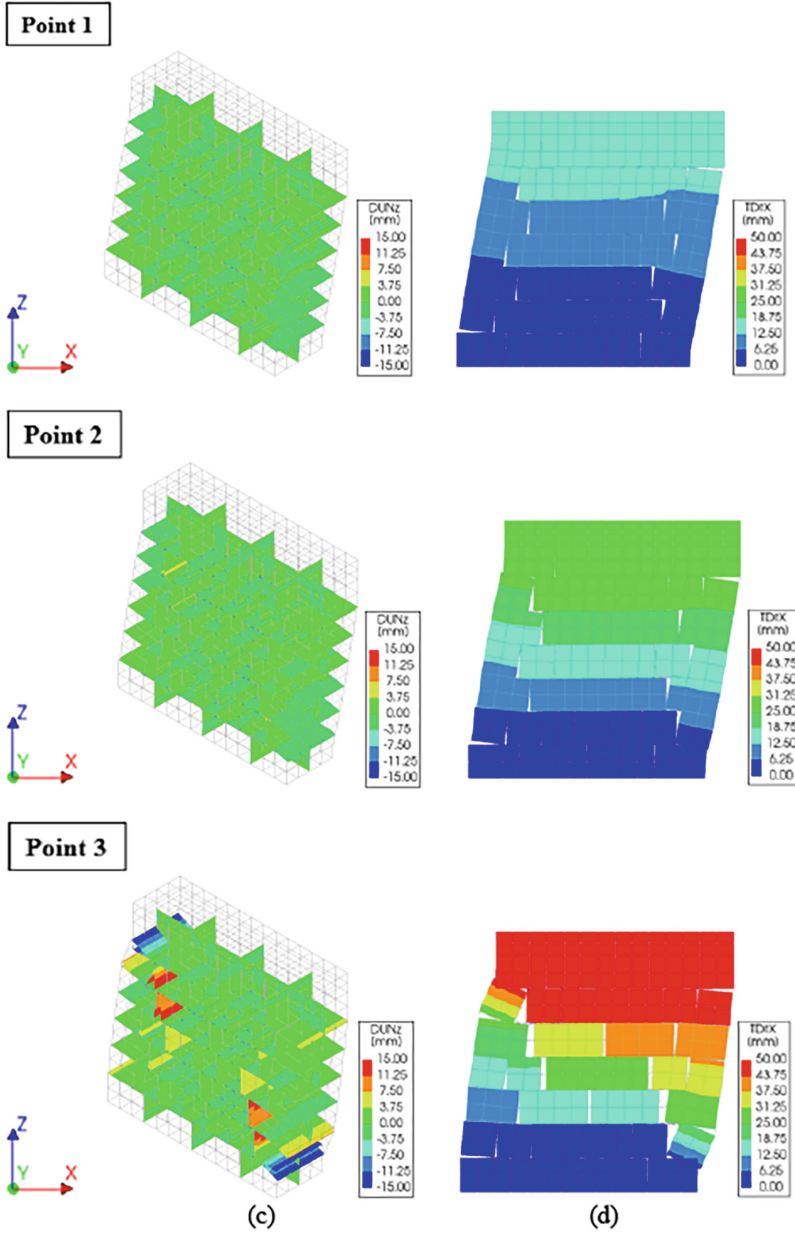 Point 1
DUNz
(mm)
15.00
11.25
7.50
3.75
0.00
-3.75
-7.50
-11.25
-15.00
TDtX
(mm)
50.00
43.75
37.50
31.25
25.00
18.75
12.50
6.25
0.00
Z
Y
X
Point 2
DUNz
(mm)
15.00
11.25
7.50
3.75
0.00
-3.75
-7.50
-11.25
-15.00
TDtX
(mm)
50.00
43.75
37.50
31.25
25.00
18.75
12.50
6.25
0.00
Z
Y
X
Point 3
DUNz
(mm)
15.00
11.25
7.50
3.75
0.00
-3.75
-7.50
-11.25
-15.00
TDtX
(mm)
50.00
43.75
37.50
31.25
25.00
18.75
12.50
6.25
0.00
Z
Y
X
(c)
(d)